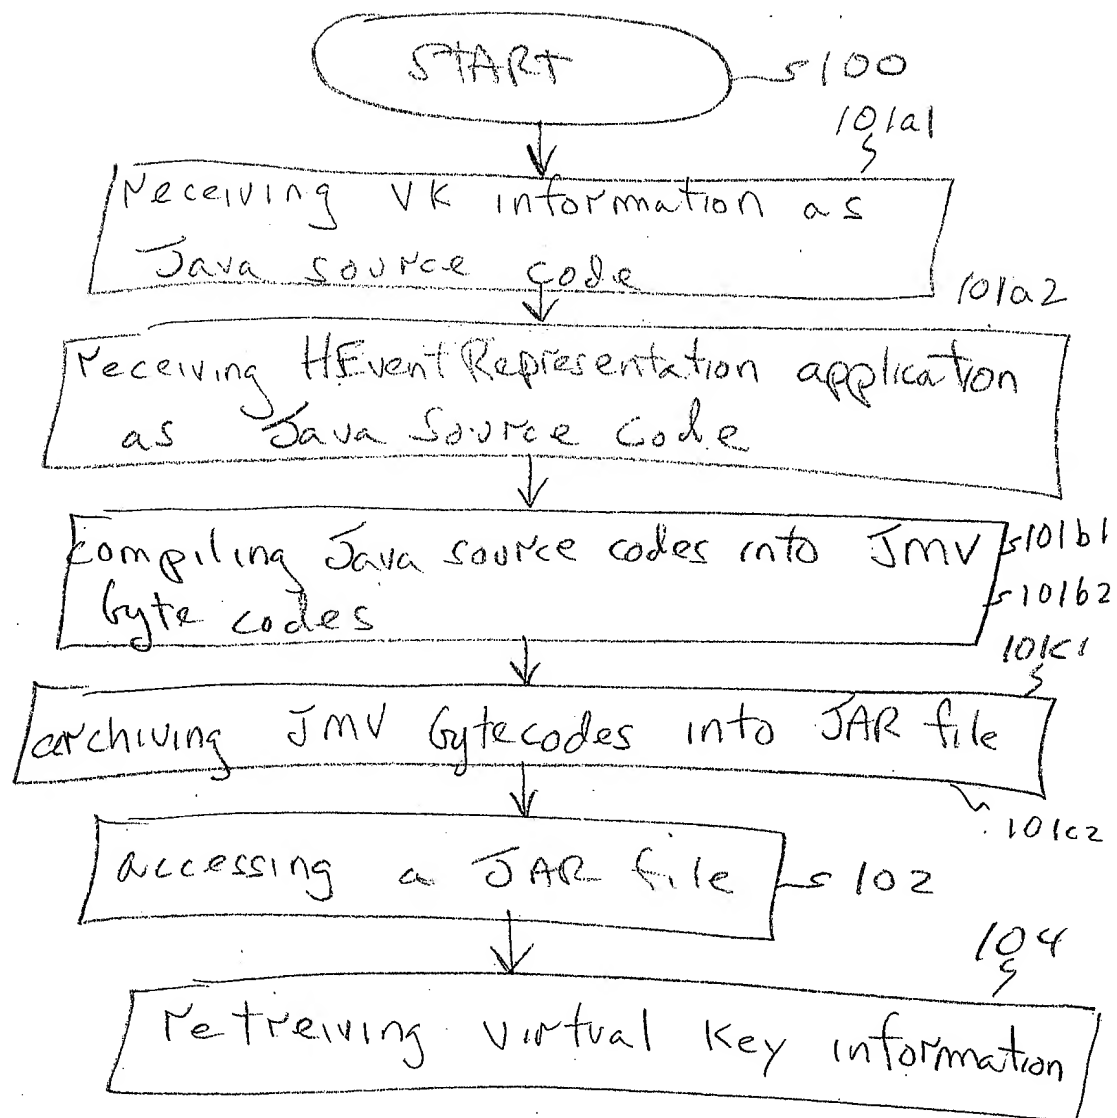 START
100
101a1
receiving VK information as
Java source code
101a2
receiving HEventRepresentation application
as Java Source Code
compiling Java source codes into JMV
byte codes
101b1
101b2
101c1
archiving JMV bytecodes into JAR file
101c2
accessing a JAR file
102
104
retreiving virtual key information